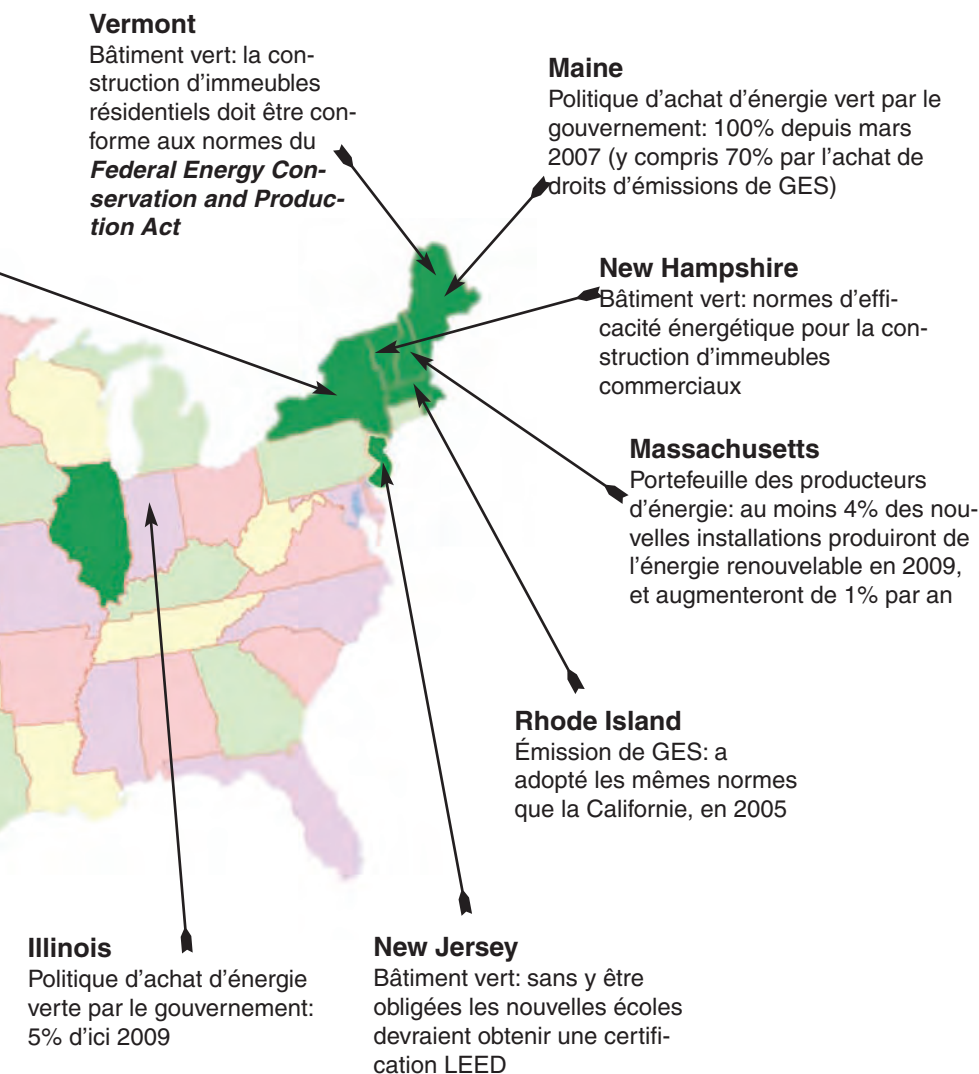 Vermont
Bâtiment vert: la con-
struction d'immeubles
résidentiels doit être con-
forme aux normes du
Federal Energy Con-
servation and Produc-
tion Act
Maine
Politique d'achat d'énergie vert par le
gouvernement: 100% depuis mars
2007 (y compris 70% par l'achat de
droits d'émissions de GES)
New Hampshire
Bâtiment vert: normes d'effi-
cacité énergétique pour la con-
struction d'immeubles
commerciaux
Massachusetts
Portefeuille des producteurs
d'énergie: au moins 4% des nou-
velles installations produiront de
l'énergie renouvelable en 2009,
et augmenteront de 1% par an
Rhode Island
Émission de GES: a
adopté les mêmes normes
que la Californie, en 2005
Illinois
Politique d'achat d'énergie
verte par le gouvernement:
5% d'ici 2009
New Jersey
Bâtiment vert: sans y être
obligées les nouvelles écoles
devraient obtenir une certifi-
cation LEED